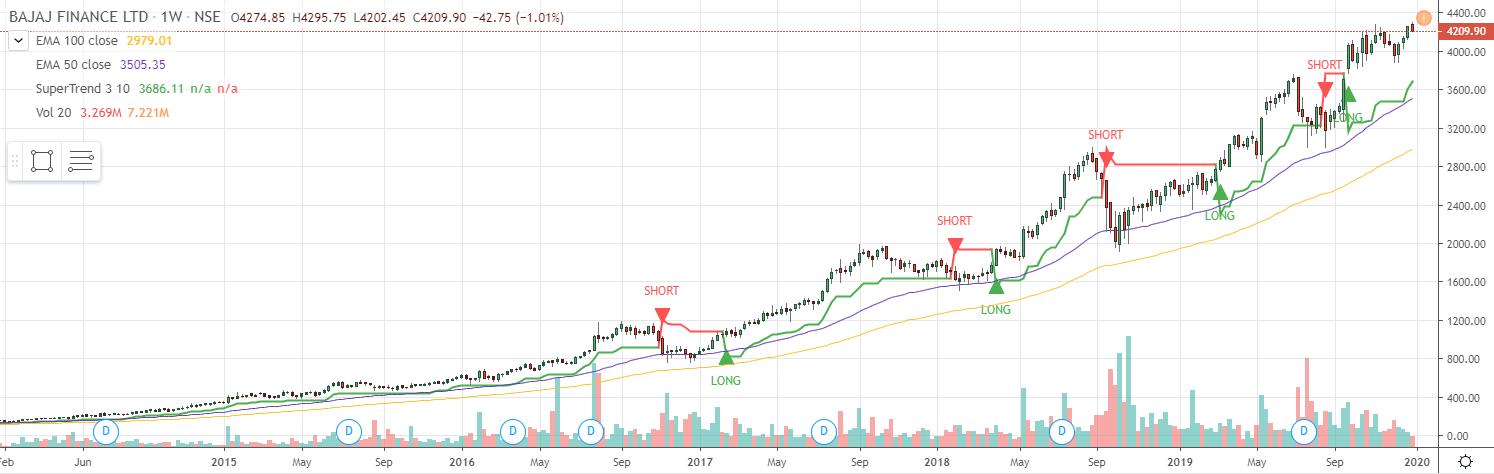 BAJAJ FINANCE LTD · 1W · NSE O4274.85 H4295.75 L4202.45 C4209.90 −42.75 (−1.01%)
EMA 100 close 2979.01
EMA 50 close 3505.35
SuperTrend 3 10 3686.11 n/a n/a
Vol 20 3.269M 7.221M
4400.00
4209.90
4000.00
SHORT
3600.00
LONG
3200.00
SHORT
2800.00
2400.00
LONG
SHORT
2000.00
1600.00
SHORT
LONG
1200.00
800.00
LONG
400.00
D D D D D D D
0.00
Feb Jun 2015 May Sep 2016 May Sep 2017 May Sep 2018 May Sep 2019 May Sep 2020